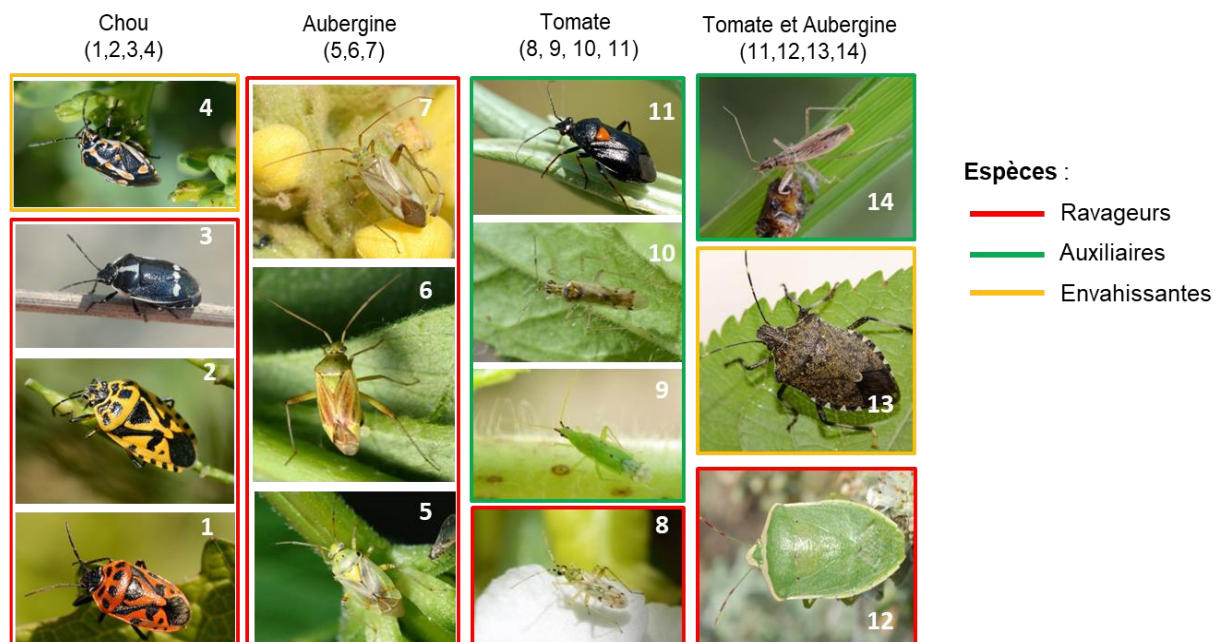 Chou
(1,2,3,4)
Aubergine
(5,6,7)
Tomate
(8, 9, 10, 11)
Tomate et Aubergine
(11,12,13,14)
4
3
2
1
7
6
5
11
10
9
8
14
13
12
Espèces :
Ravageurs
Auxiliaires
Envahissantes